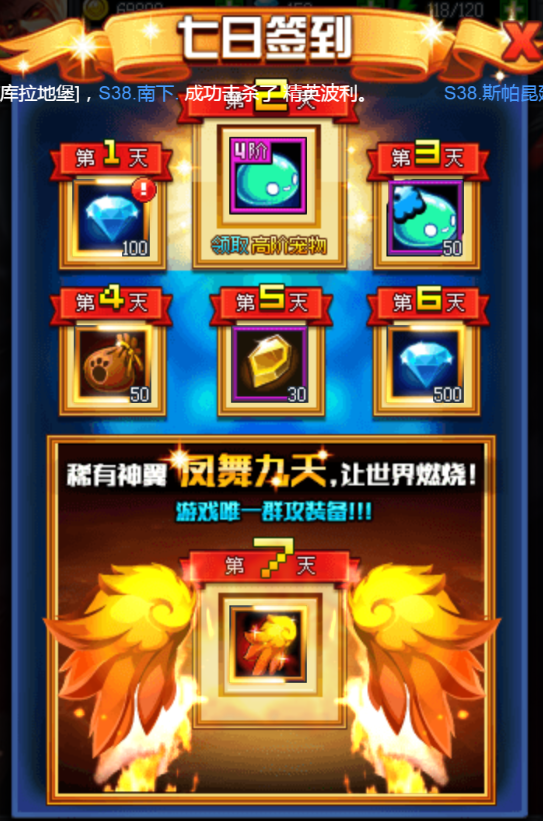 118/120
七日签到
库拉地堡]，S38.南下. 成功击杀了 精英波利。 S38.斯帕昆
第2天
第1天
第3天
4阶
100
50
领取高阶宠物
第4天
第5天
第6天
50
30
500
稀有神翼 凤舞九天，让世界燃烧！
游戏唯一群攻装备!!!
第7天